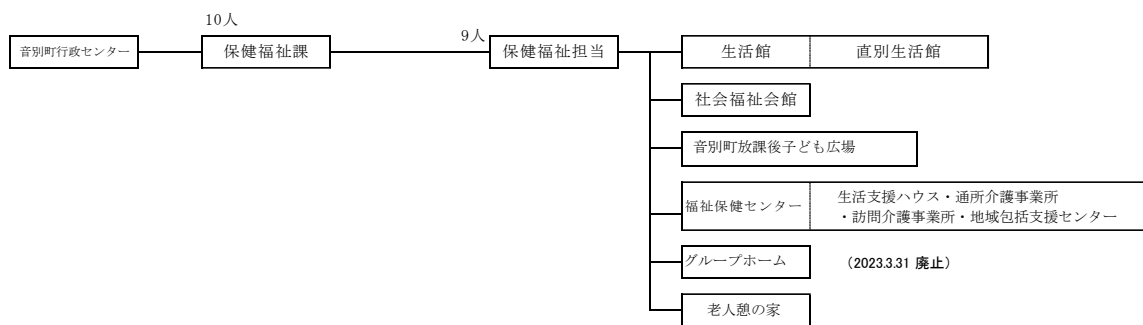 10人
9人
音別町行政センター
保健福祉課
保健福祉担当
生活館
直別生活館
社会福祉会館
音別町放課後子ども広場
福祉保健センター
生活支援ハウス・通所介護事業所
・訪問介護事業所・地域包括支援センター
グループホーム
（2023.3.31 廃止）
老人憩の家